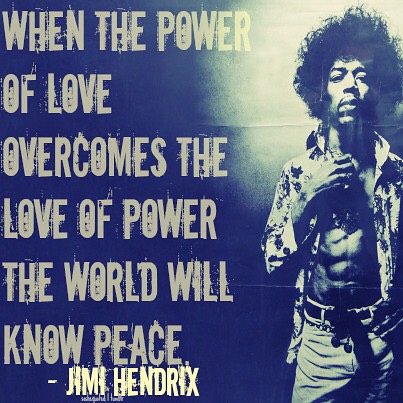 WHEN THE POWER
OF LOVE
OVERCOMES THE
LOVE OF POWER
THE WORLD WILL
KNOW PEACE.
- JIMI HENDRIX